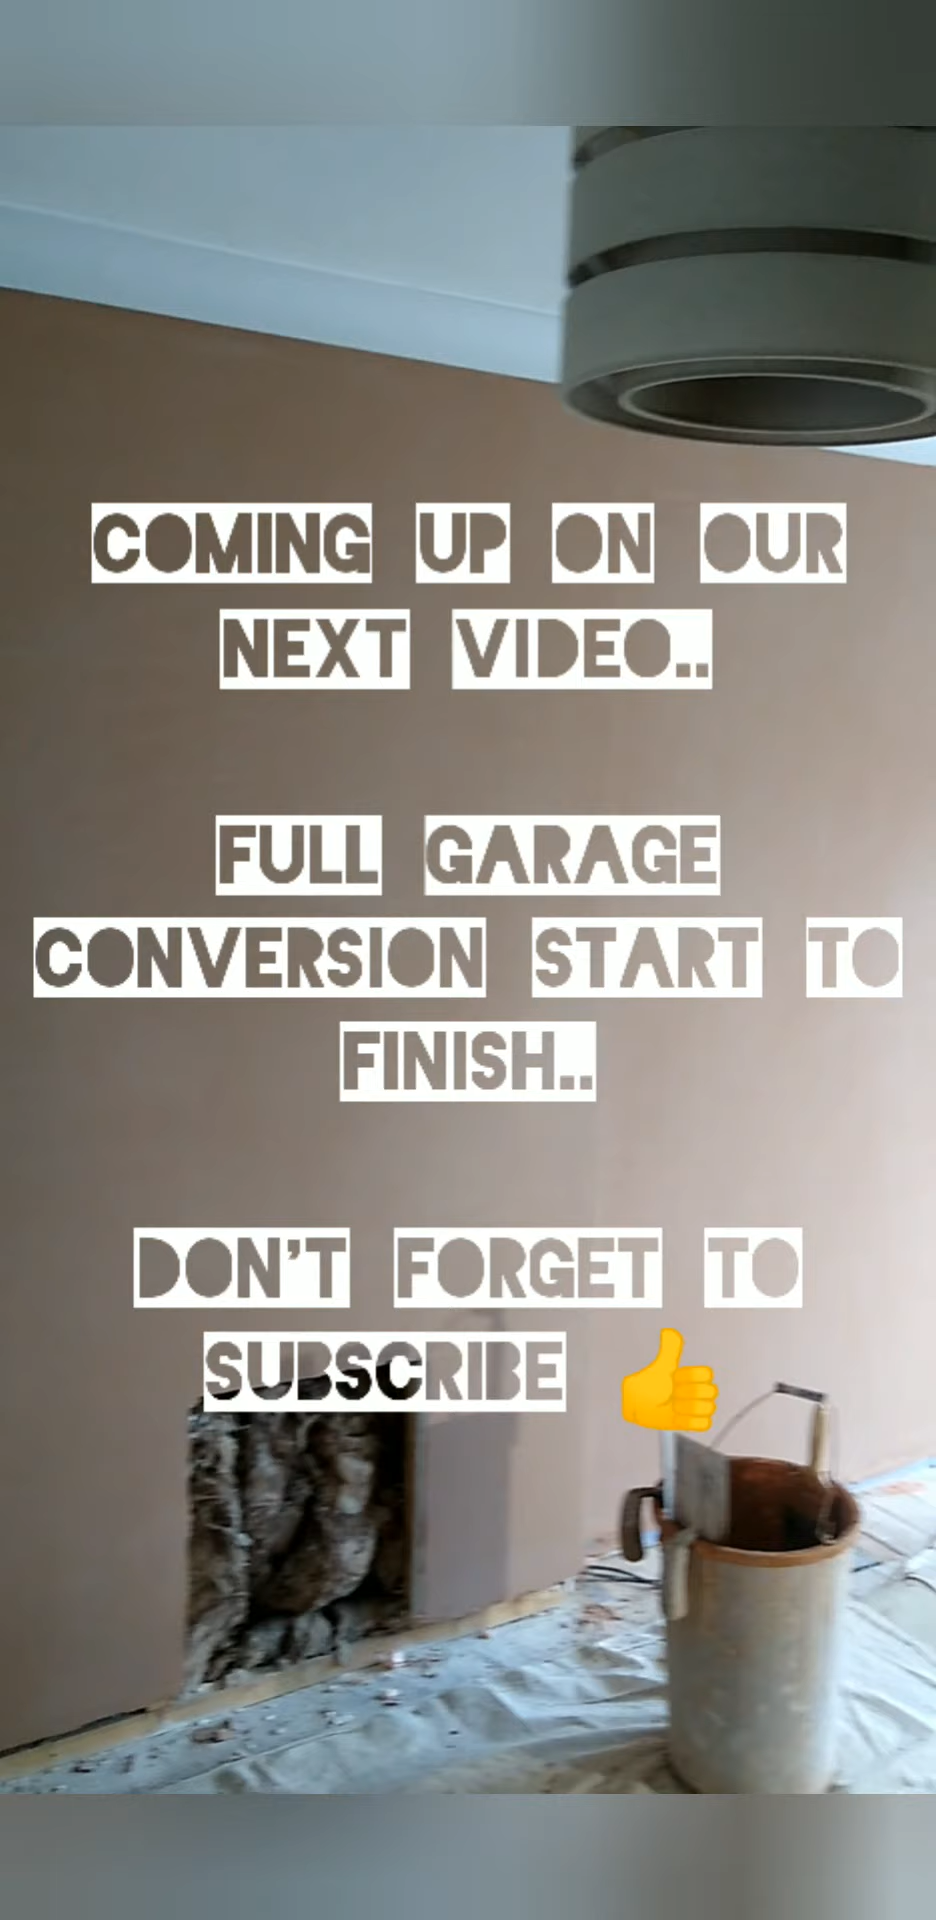 COMING UP ON OUR
NEXT VIDEO..
FULL GARAGE
CONVERSION START TO
FINISH..
DON'T FORGET TO
SUBSCRIBE 👍